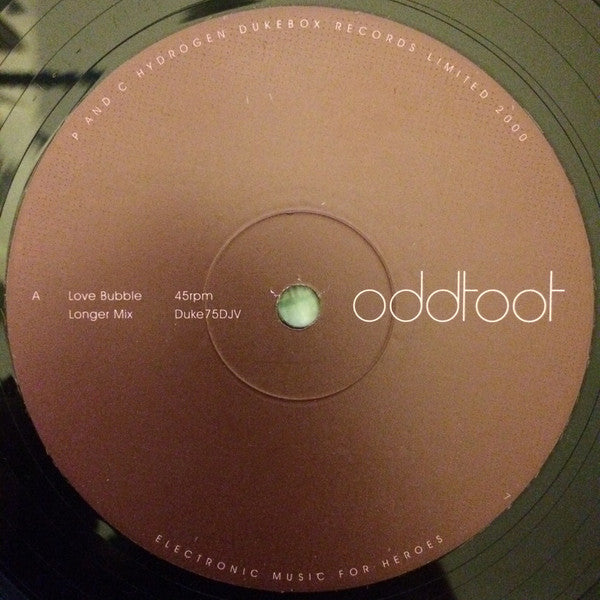 P AND C HYDROGEN DUKEBOX RECORDS LIMITED 2000
A Love Bubble 45rpm
Longer Mix Duke75DJV
oddtoot
ELECTRONIC MUSIC FOR HEROES